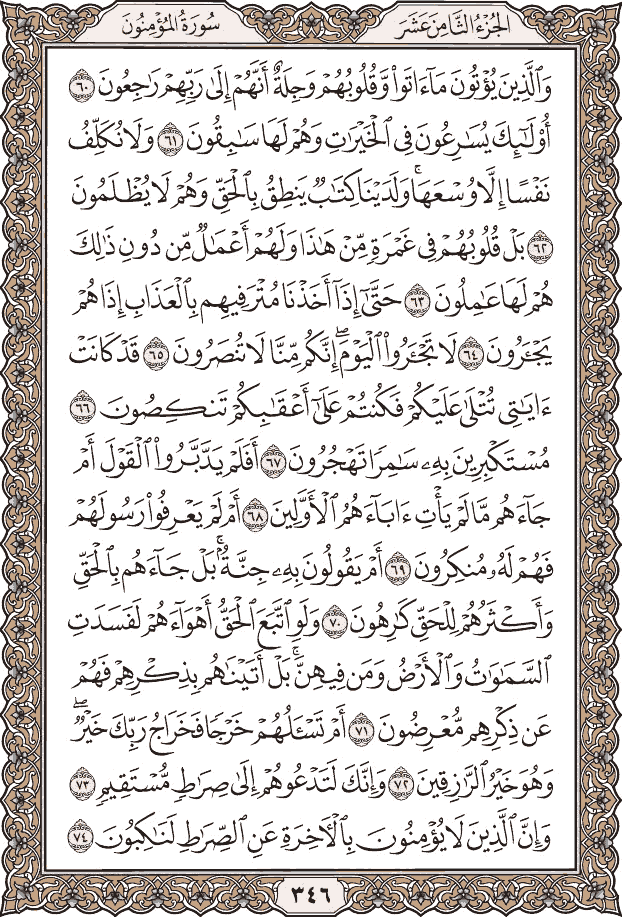 الجزء الثامن عشر
سورة المؤمنون
وَٱلَّذِينَ يُؤْتُونَ مَآ ءَاتَوا۟ وَّقُلُوبُهُمْ وَجِلَةٌ أَنَّهُمْ إِلَىٰ رَبِّهِمْ رَٰجِعُونَ ٦٠
أُو۟لَٰٓئِكَ يُسَٰرِعُونَ فِى ٱلْخَيْرَٰتِ وَهُمْ لَهَا سَٰبِقُونَ ٦١ وَلَا نُكَلِّفُ
نَفْسًا إِلَّا وُسْعَهَا ۚ وَلَدَيْنَا كِتَٰبٌ يَنطِقُ بِٱلْحَقِّ وَهُمْ لَا يُظْلَمُونَ
٦٢ بَلْ قُلُوبُهُمْ فِى غَمْرَةٍ مِّنْ هَٰذَا وَلَهُمْ أَعْمَٰلٌ مِّن دُونِ ذَٰلِكَ
هُمْ لَهَا عَٰمِلُونَ ٦٣ حَتَّىٰٓ إِذَآ أَخَذْنَا مُتْرَفِيهِم بِٱلْعَذَابِ إِذَا هُمْ
يَجْـَٔرُونَ ٦٤ لَا تَجْـَٔرُوا۟ ٱلْيَوْمَ ۖ إِنَّكُم مِّنَّا لَا تُنصَرُونَ ٦٥ قَدْ كَانَتْ
ءَايَٰتِى تُتْلَىٰ عَلَيْكُمْ فَكُنتُمْ عَلَىٰٓ أَعْقَٰبِكُمْ تَنكِصُونَ ٦٦
مُسْتَكْبِرِينَ بِهِۦ سَٰمِرًا تَهْجُرُونَ ٦٧ أَفَلَمْ يَدَّبَّرُوا۟ ٱلْقَوْلَ أَمْ
جَآءَهُم مَّا لَمْ يَأْتِ ءَابَآءَهُمُ ٱلْأَوَّلِينَ ٦٨ أَمْ لَمْ يَعْرِفُوا۟ رَسُولَهُمْ
فَهُمْ لَهُۥ مُنكِرُونَ ٦٩ أَمْ يَقُولُونَ بِهِۦ جِنَّةٌۢ ۚ بَلْ جَآءَهُم بِٱلْحَقِّ
وَأَكْثَرُهُمْ لِلْحَقِّ كَٰرِهُونَ ٧٠ وَلَوِ ٱتَّبَعَ ٱلْحَقُّ أَهْوَآءَهُمْ لَفَسَدَتِ
ٱلسَّمَٰوَٰتُ وَٱلْأَرْضُ وَمَن فِيهِنَّ ۚ بَلْ أَتَيْنَٰهُم بِذِكْرِهِمْ فَهُمْ
عَن ذِكْرِهِم مُّعْرِضُونَ ٧١ أَمْ تَسْـَٔلُهُمْ خَرْجًا فَخَرَاجُ رَبِّكَ خَيْرٌ ۖ
وَهُوَ خَيْرُ ٱلرَّٰزِقِينَ ٧٢ وَإِنَّكَ لَتَدْعُوهُمْ إِلَىٰ صِرَٰطٍ مُّسْتَقِيمٍ ٧٣
وَإِنَّ ٱلَّذِينَ لَا يُؤْمِنُونَ بِٱلْـَٔاخِرَةِ عَنِ ٱلصِّرَٰطِ لَنَٰكِبُونَ ٧٤
٣٤٦